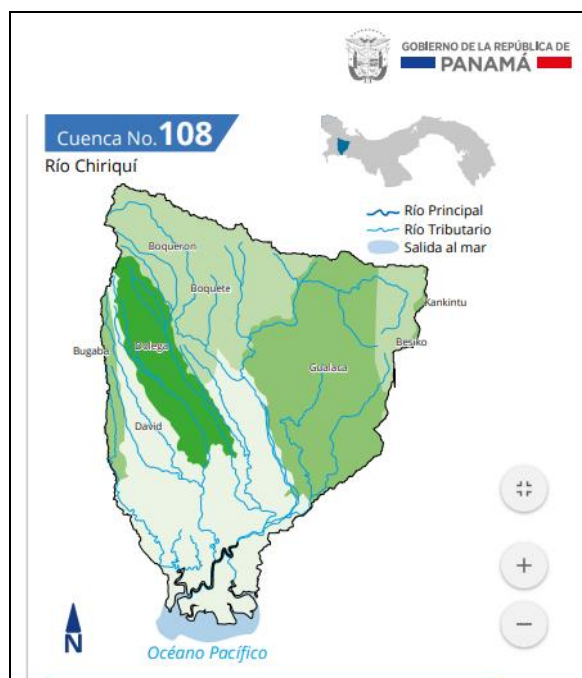 GOBIERNO DE LA REPÚBLICA DE
PANAMÁ
Cuenca No. 108
Río Chiriquí
Río Principal
Río Tributario
Salida al mar
Boquerón
Boquete
Kankintu
Besiko
Bugaba
Dolega
Gualaca
David
N
Océano Pacífico